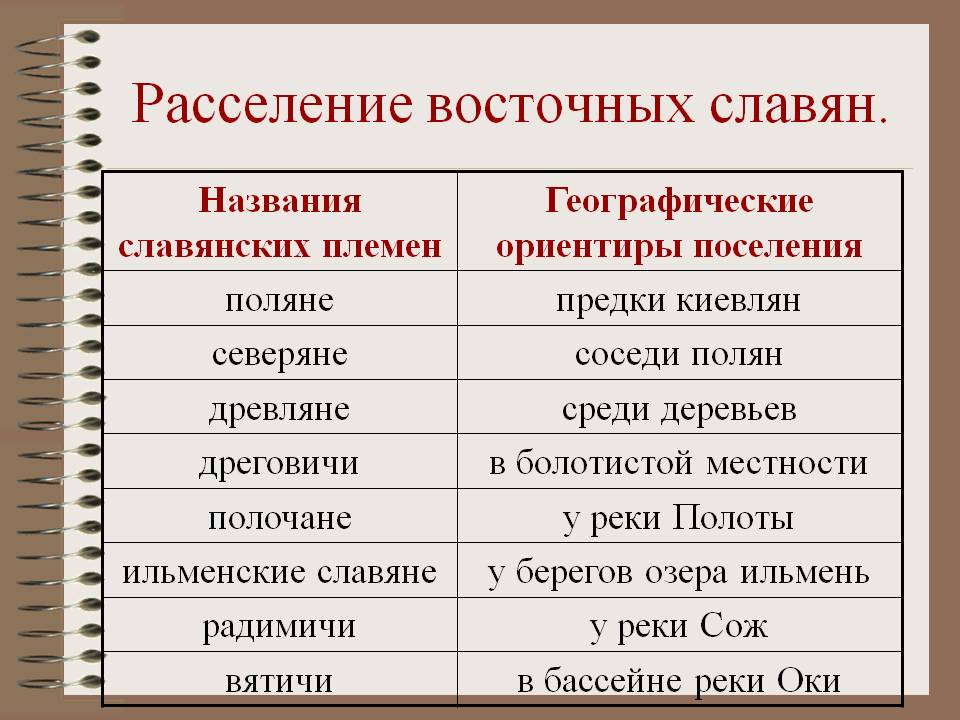 Расселение восточных славян.
Названия славянских племен
Географические ориентиры поселения
поляне
предки киевлян
северяне
соседи полян
древляне
среди деревьев
дреговичи
в болотистой местности
полочане
у реки Полоты
ильменские славяне
у берегов озера ильмень
радимичи
у реки Сож
вятичи
в бассейне реки Оки